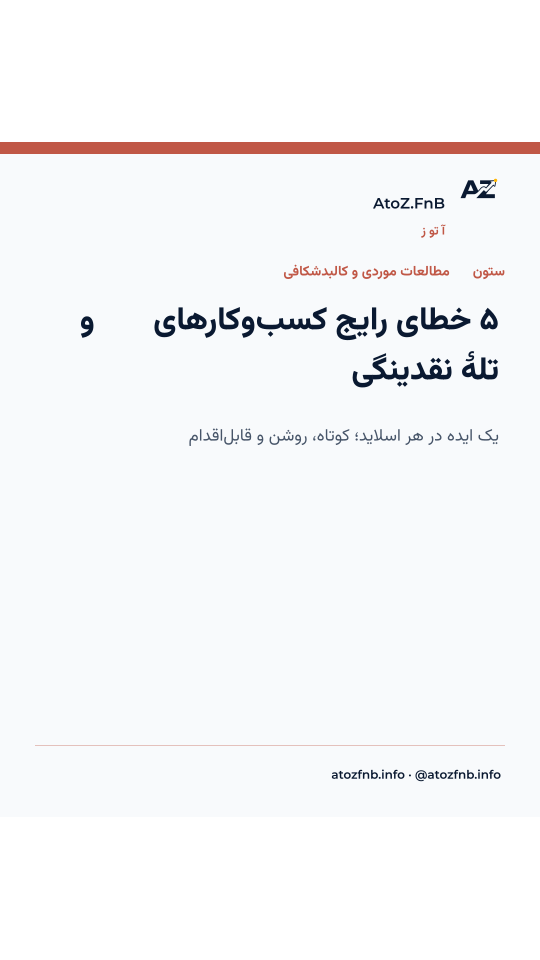 AZ
AtoZ.FnB
آ تو ز
ستون مطالعات موردی و کالبدشکافی
۵ خطای رایج کسب‌وکارهای و
تلهٔ نقدینگی
یک ایده در هر اسلاید؛ کوتاه، روشن و قابل‌اقدام
atozfnb.info · @atozfnb.info